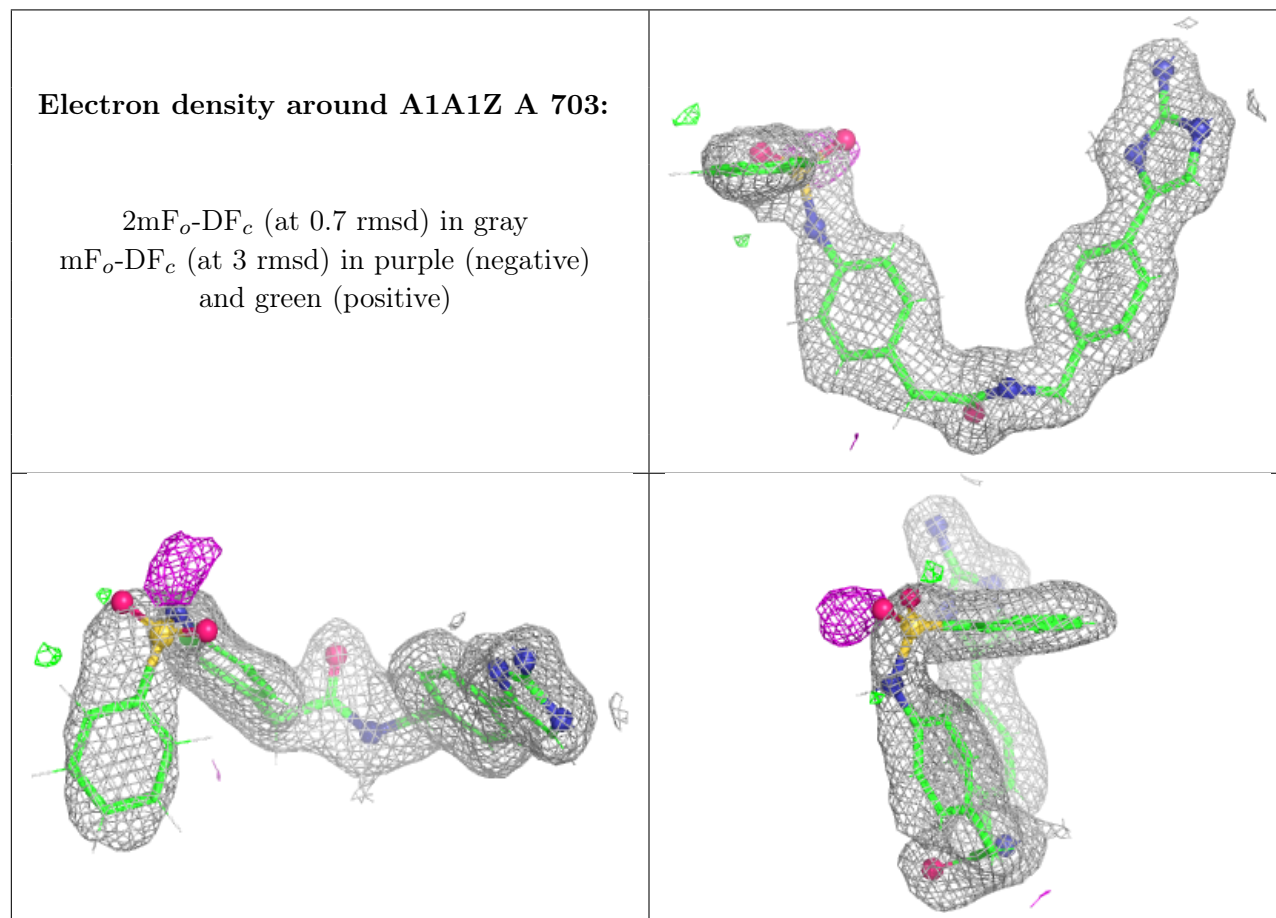 Electron density around A1A1Z A 703:
2mFo-DFc (at 0.7 rmsd) in gray
mFo-DFc (at 3 rmsd) in purple (negative)
and green (positive)